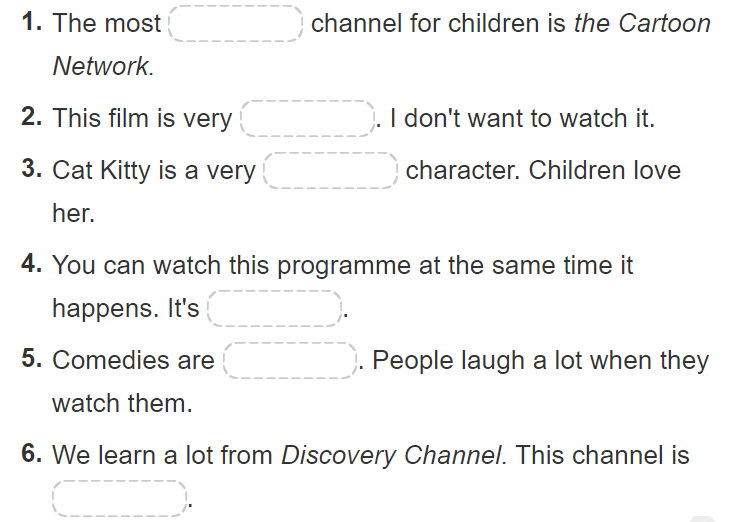 1. The most channel for children is the Cartoon
Network.
2. This film is very . I don't want to watch it.
3. Cat Kitty is a very character. Children love
her.
4. You can watch this programme at the same time it
happens. It's .
5. Comedies are . People laugh a lot when they
watch them.
6. We learn a lot from Discovery Channel. This channel is
.